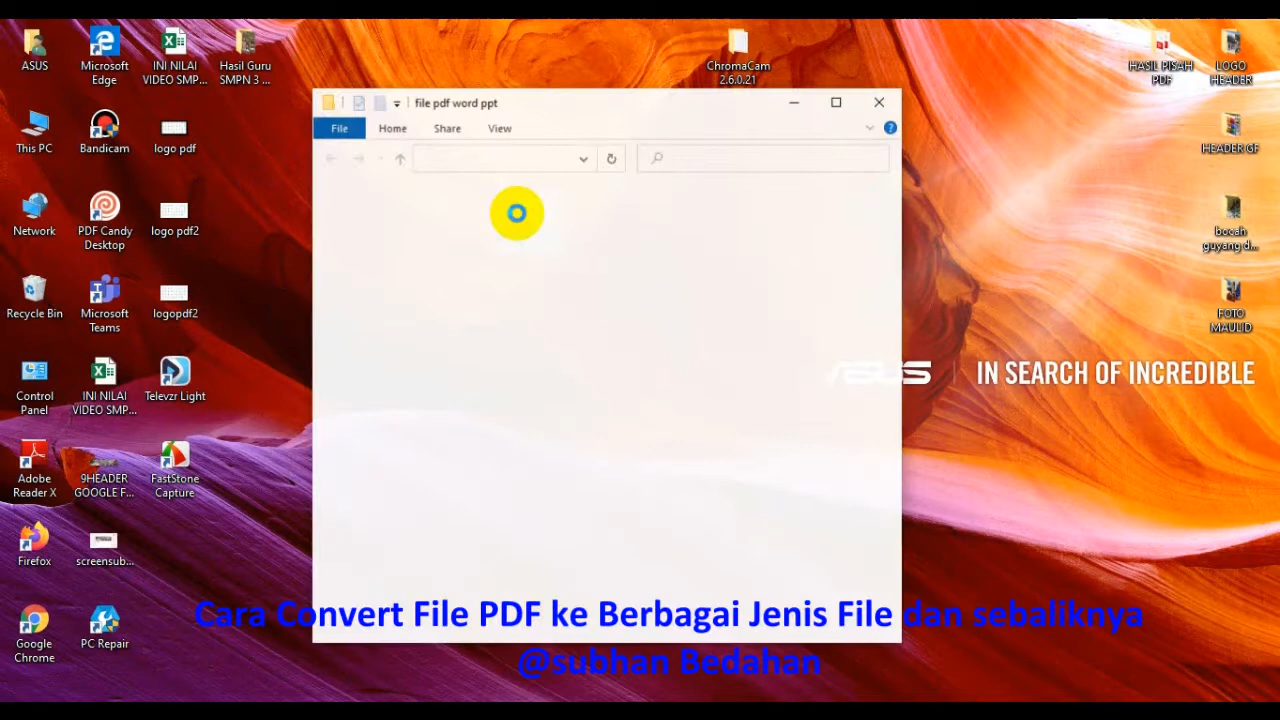 ASUS
Microsoft
Edge
INI NILAI
VIDEO SMP...
Hasil Guru
SMPN 3 ...
ChromaCam
2.6.0.21
HASIL PISAH
PDF
LOGO
HEADER
file pdf word ppt
File
Home
Share
View
This PC
Bandicam
logo pdf
HEADER GF
Network
PDF Candy
Desktop
logo pdf2
bocah
guyang d...
Recycle Bin
Microsoft
Teams
logopdf2
FOTO
MAULID
ASUS
IN SEARCH OF INCREDIBLE
Control
Panel
INI NILAI
VIDEO SMP...
Televzr Light
Adobe
Reader X
9HEADER
GOOGLE F...
FastStone
Capture
Firefox
screensub...
Google
Chrome
PC Repair
Cara Convert File PDF ke Berbagai Jenis File dan sebaliknya
@subhan Bedahan